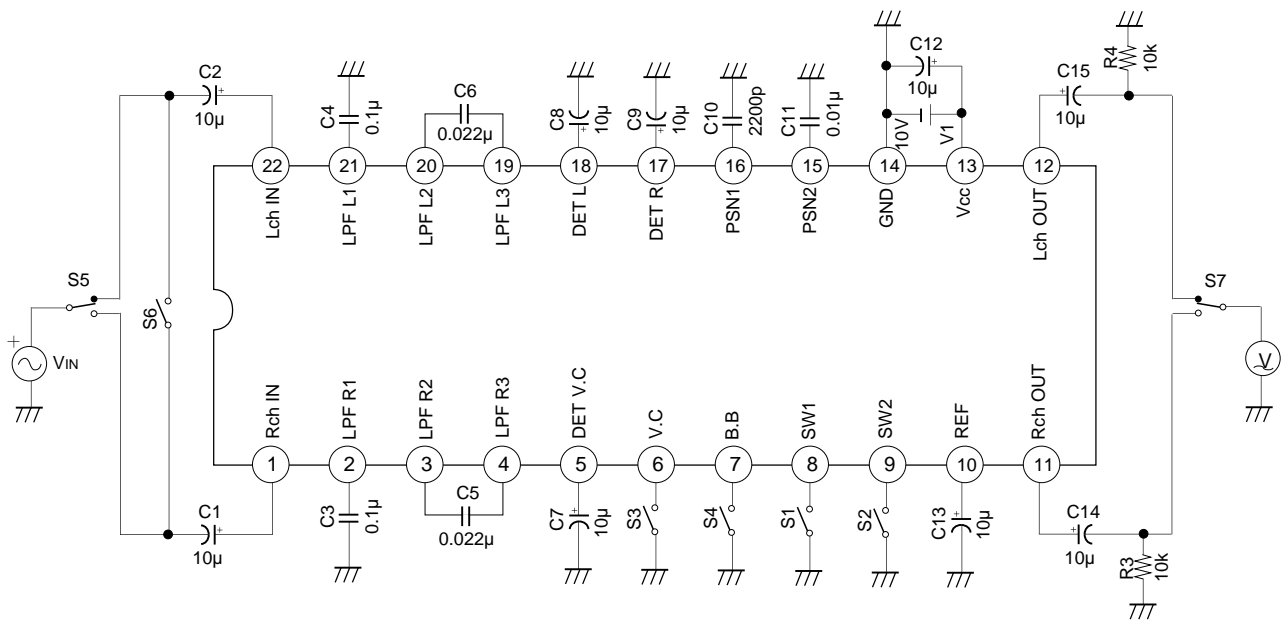 C2
10µ
C4
0.1µ
C6
0.022µ
C8
10µ
C9
10µ
C10
2200p
C11
0.01µ
C12
10µ
10V
V1
C15
10µ
R4
10k
22
21
20
19
18
17
16
15
14
13
12
Lch IN
LPF L1
LPF L2
LPF L3
DET L
DET R
PSN1
PSN2
GND
Vcc
Lch OUT
S5
S6
S7
+
VIN
V
Rch IN
LPF R1
LPF R2
LPF R3
DET V.C
V.C
B.B
SW1
SW2
REF
Rch OUT
1
2
3
4
5
6
7
8
9
10
11
C1
10µ
C3
0.1µ
C5
0.022µ
C7
10µ
S3
S4
S1
S2
C13
10µ
C14
10µ
R3
10k